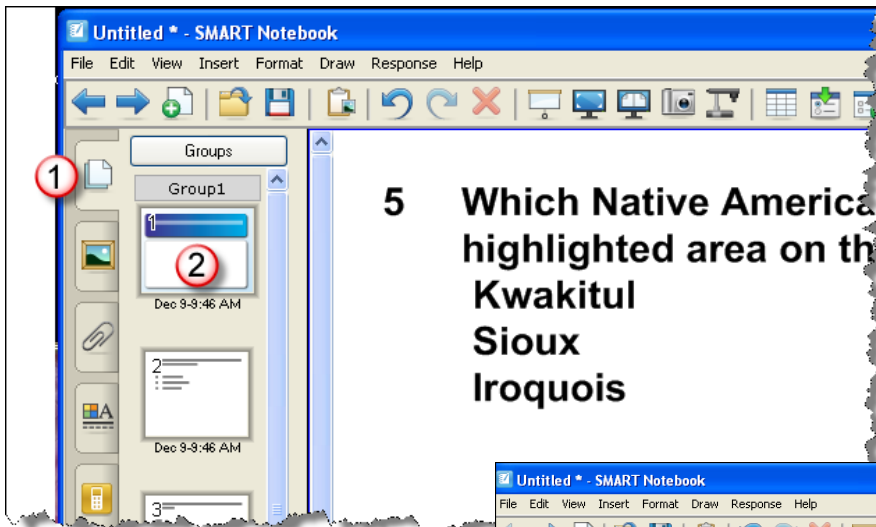 Untitled * - SMART Notebook
File Edit View Insert Format Draw Response Help
1
Groups
Group1
1
2
Dec 9-9:46 AM
2
Dec 9-9:46 AM
3
A
5 Which Native America
highlighted area on th
Kwakitul
Sioux
Iroquois
Untitled * - SMART Notebook
File Edit View Insert Format Draw Response Help